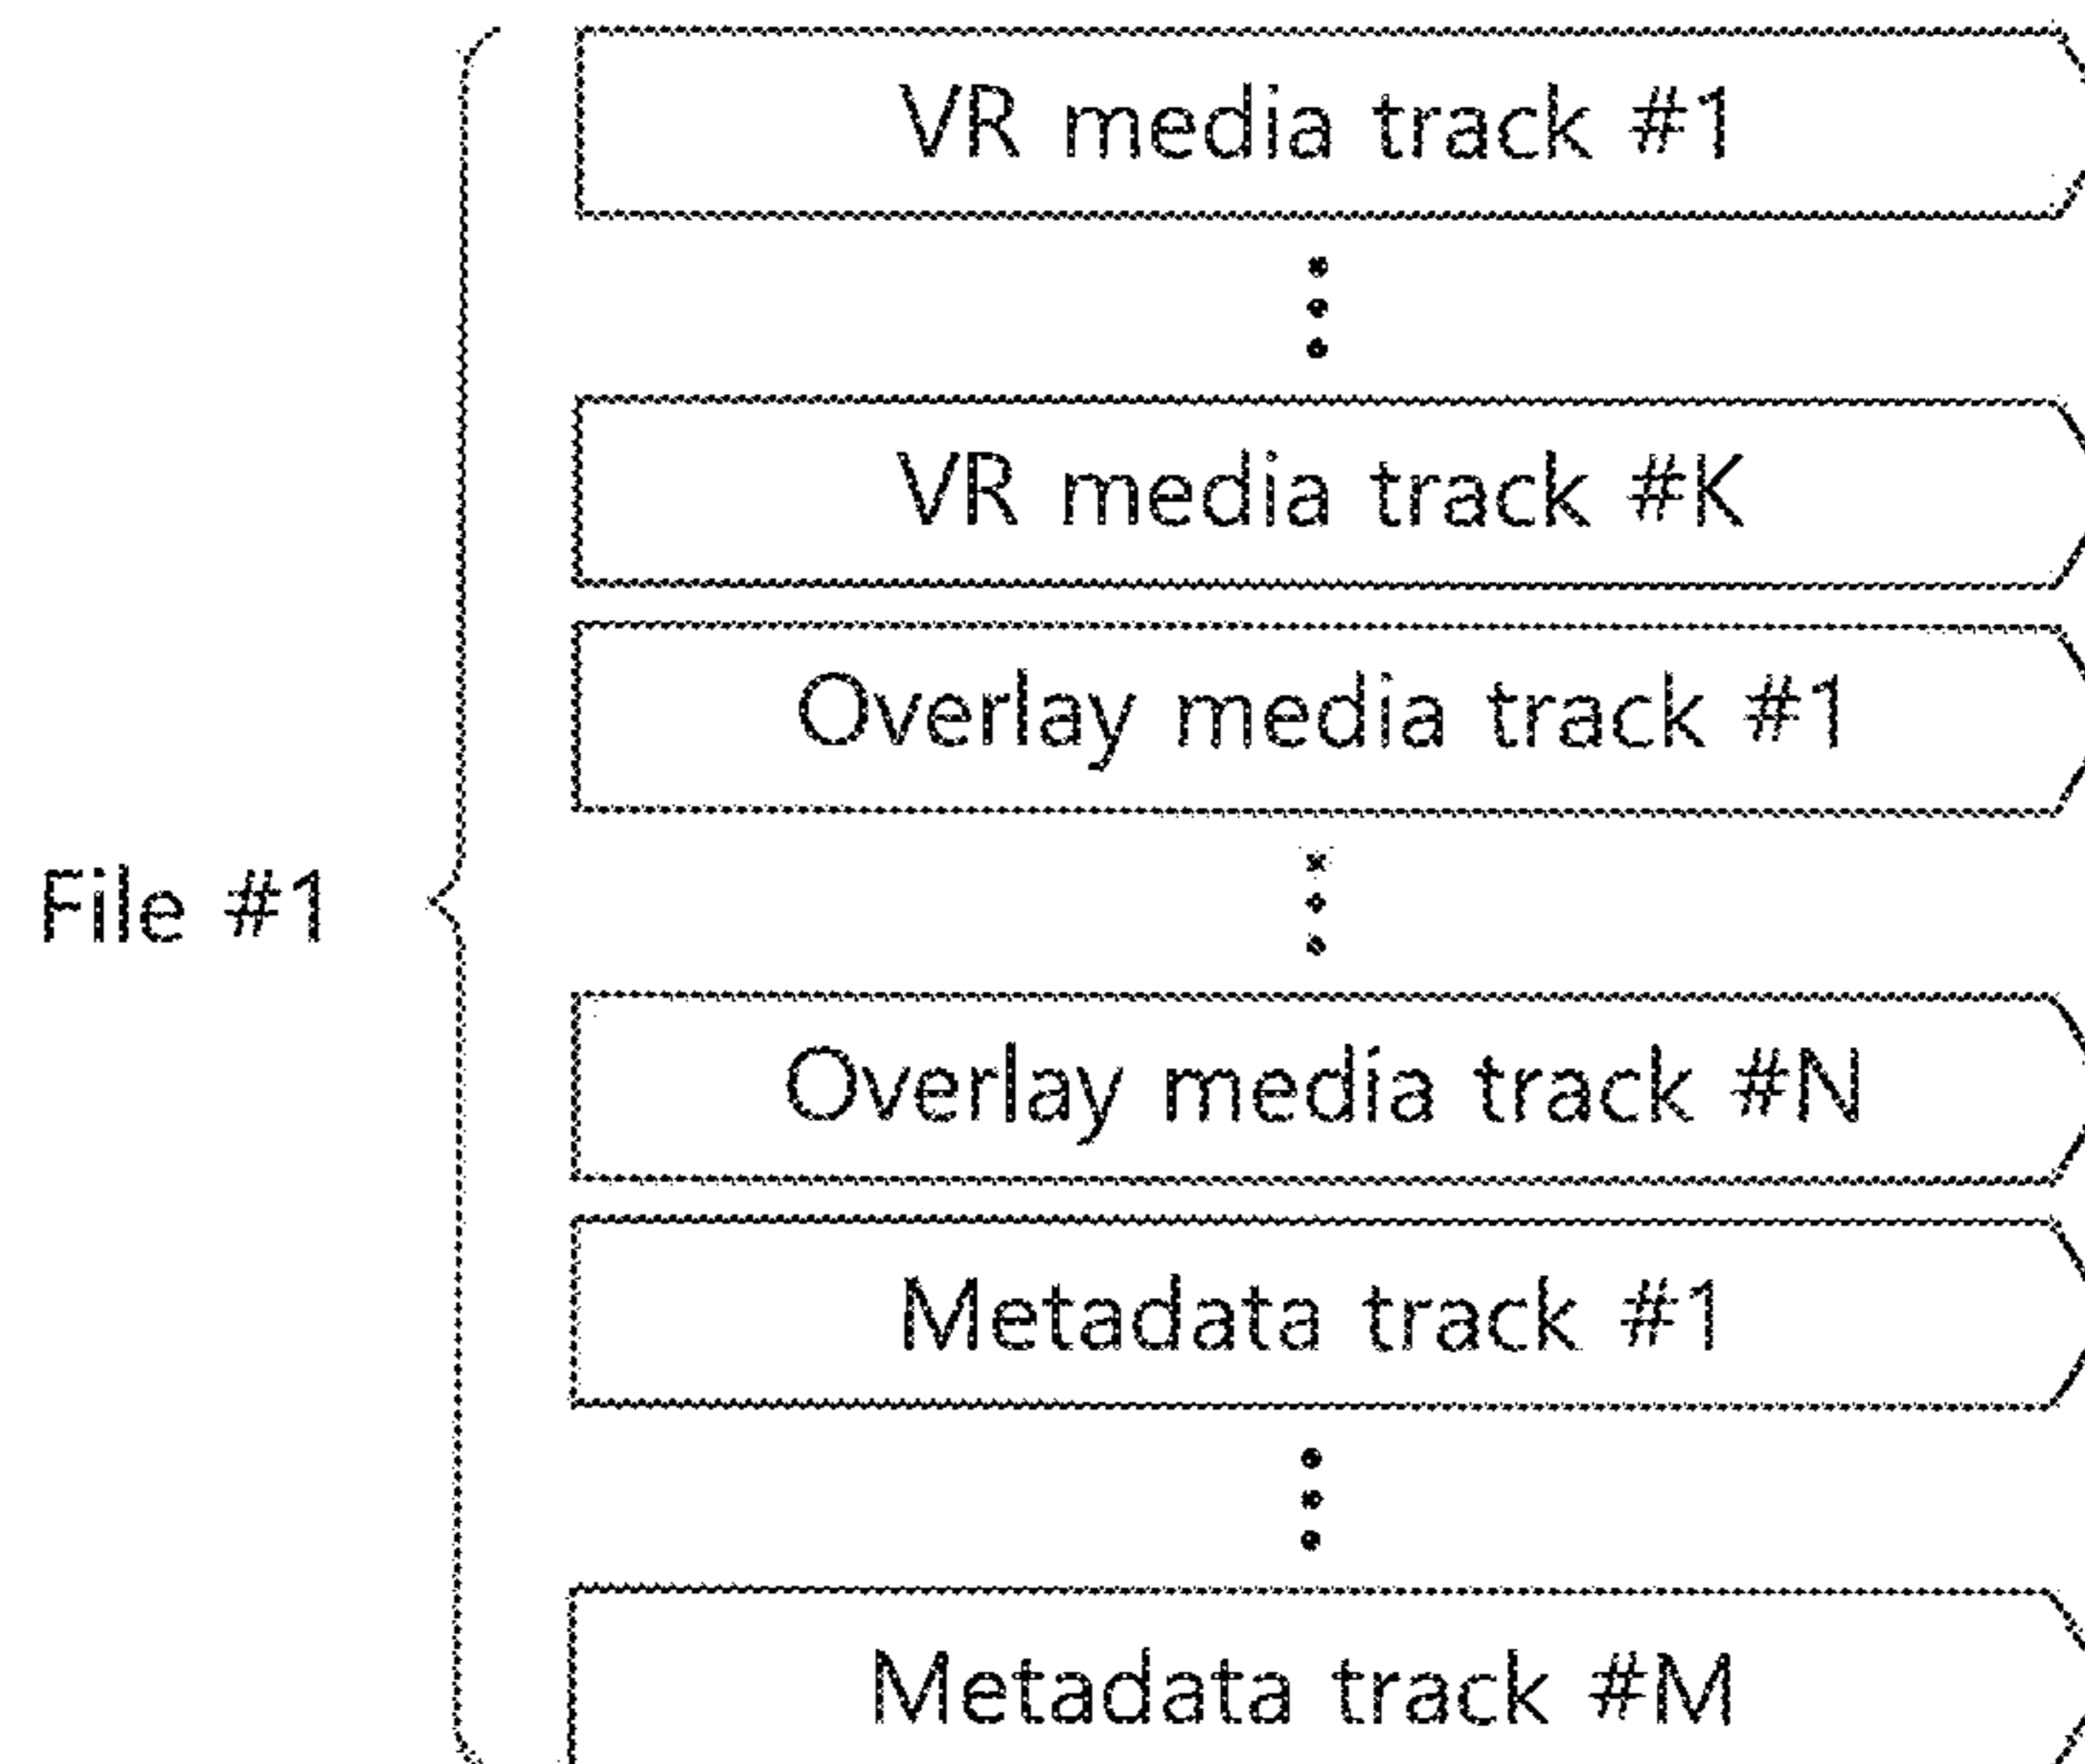 VR media track #1
VR media track #K
Overlay media track #1
File #1
Overlay media track #N
Metadata track #1
Metadata track #M